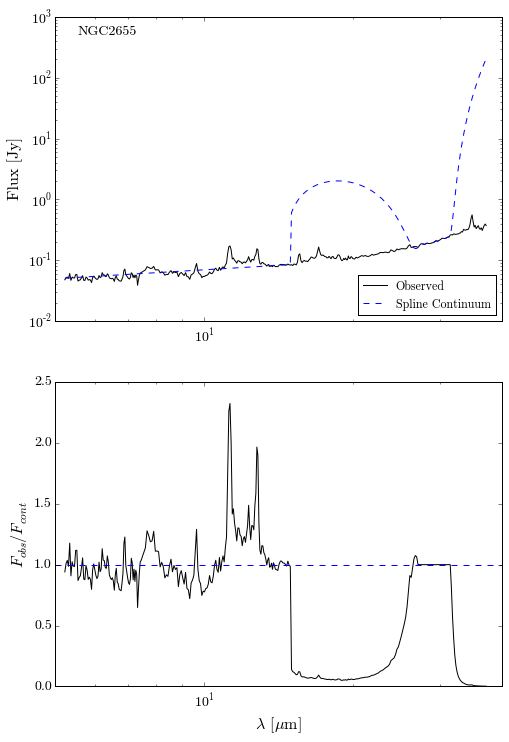 NGC2655
10^3
10^2
10^1
10^0
10^-1
10^-2
Flux [Jy]
Observed
Spline Continuum
10^1
2.5
2.0
1.5
1.0
0.5
0.0
F_obs/F_cont
10^1
λ [μm]